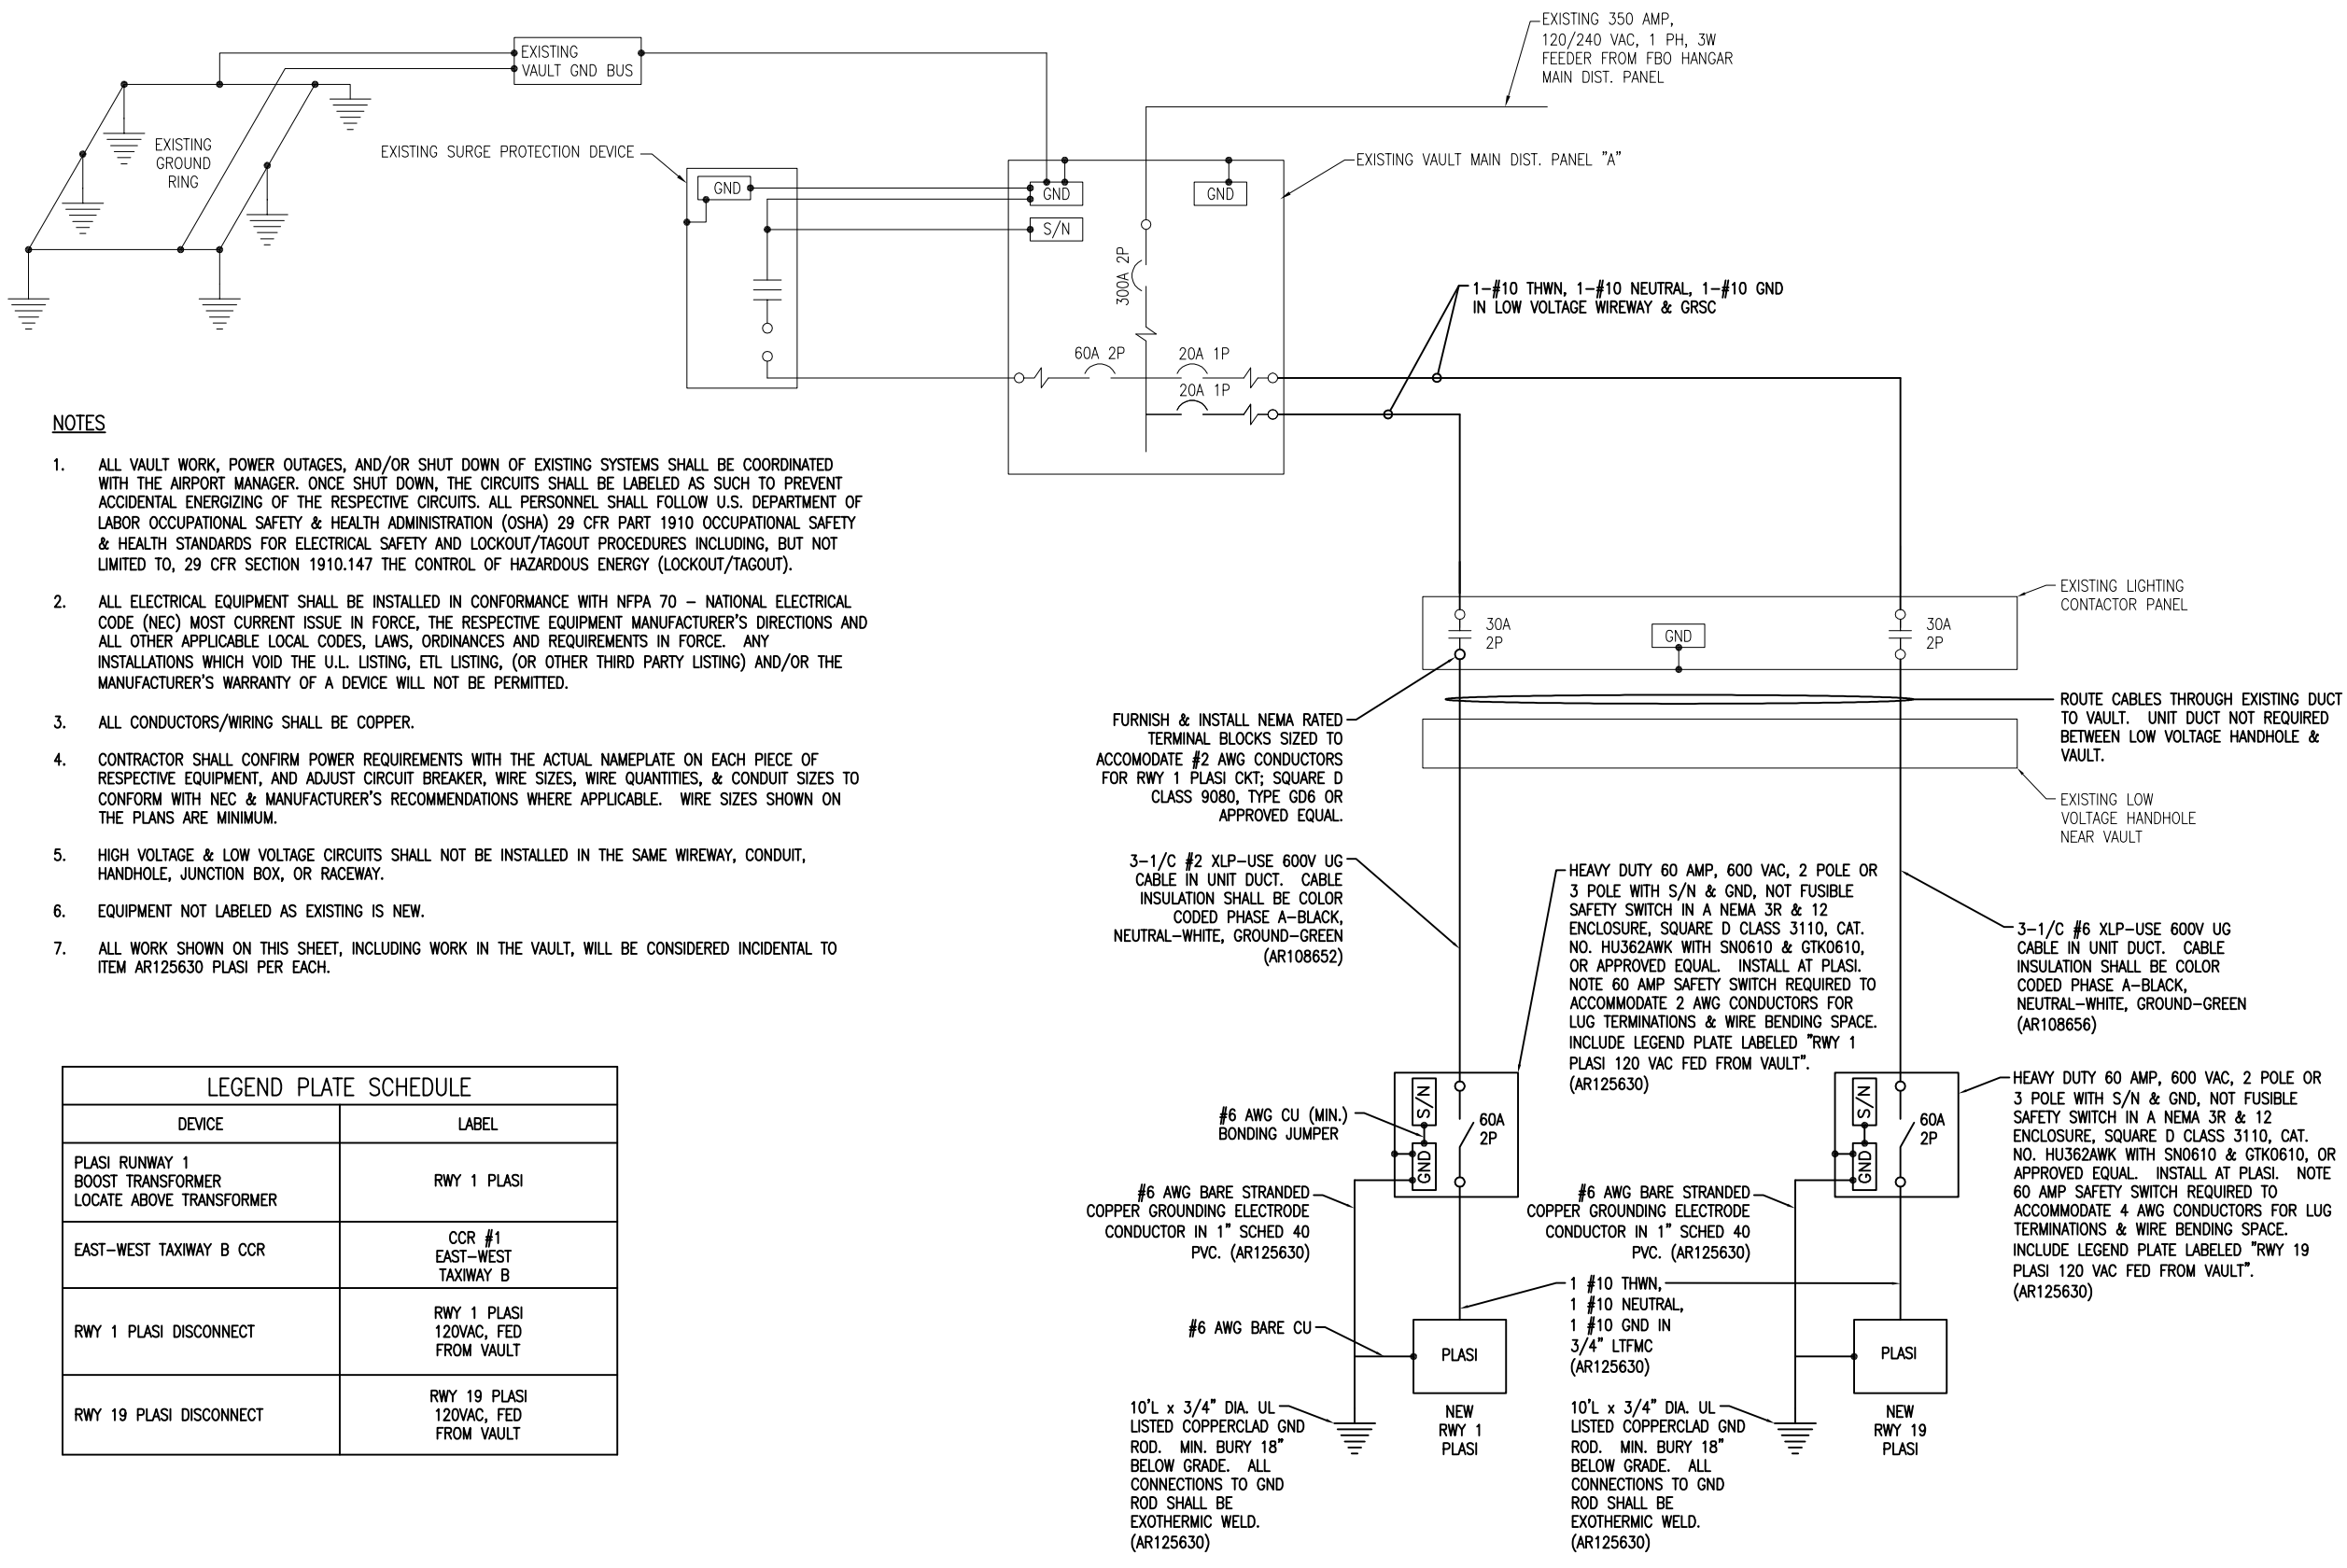 EXISTING
VAULT GND BUS
EXISTING
GROUND
RING
EXISTING SURGE PROTECTION DEVICE
GND
GND
S/N
GND
EXISTING 350 AMP,
120/240 VAC, 1 PH, 3W
FEEDER FROM FBO HANGAR
MAIN DIST. PANEL
EXISTING VAULT MAIN DIST. PANEL "A"
300A 2P
60A 2P
20A 1P
20A 1P
1-#10 THWN, 1-#10 NEUTRAL, 1-#10 GND
IN LOW VOLTAGE WIREWAY & GRSC
NOTES
1. ALL VAULT WORK, POWER OUTAGES, AND/OR SHUT DOWN OF EXISTING SYSTEMS SHALL BE COORDINATED
WITH THE AIRPORT MANAGER. ONCE SHUT DOWN, THE CIRCUITS SHALL BE LABELED AS SUCH TO PREVENT
ACCIDENTAL ENERGIZING OF THE RESPECTIVE CIRCUITS. ALL PERSONNEL SHALL FOLLOW U.S. DEPARTMENT OF
LABOR OCCUPATIONAL SAFETY & HEALTH ADMINISTRATION (OSHA) 29 CFR PART 1910 OCCUPATIONAL SAFETY
& HEALTH STANDARDS FOR ELECTRICAL SAFETY AND LOCKOUT/TAGOUT PROCEDURES INCLUDING, BUT NOT
LIMITED TO, 29 CFR SECTION 1910.147 THE CONTROL OF HAZARDOUS ENERGY (LOCKOUT/TAGOUT).
2. ALL ELECTRICAL EQUIPMENT SHALL BE INSTALLED IN CONFORMANCE WITH NFPA 70 – NATIONAL ELECTRICAL
CODE (NEC) MOST CURRENT ISSUE IN FORCE, THE RESPECTIVE EQUIPMENT MANUFACTURER'S DIRECTIONS AND
ALL OTHER APPLICABLE LOCAL CODES, LAWS, ORDINANCES AND REQUIREMENTS IN FORCE. ANY
INSTALLATIONS WHICH VOID THE U.L. LISTING, ETL LISTING, (OR OTHER THIRD PARTY LISTING) AND/OR THE
MANUFACTURER'S WARRANTY OF A DEVICE WILL NOT BE PERMITTED.
3. ALL CONDUCTORS/WIRING SHALL BE COPPER.
4. CONTRACTOR SHALL CONFIRM POWER REQUIREMENTS WITH THE ACTUAL NAMEPLATE ON EACH PIECE OF
RESPECTIVE EQUIPMENT, AND ADJUST CIRCUIT BREAKER, WIRE SIZES, WIRE QUANTITIES, & CONDUIT SIZES TO
CONFORM WITH NEC & MANUFACTURER'S RECOMMENDATIONS WHERE APPLICABLE. WIRE SIZES SHOWN ON
THE PLANS ARE MINIMUM.
5. HIGH VOLTAGE & LOW VOLTAGE CIRCUITS SHALL NOT BE INSTALLED IN THE SAME WIREWAY, CONDUIT,
HANDHOLE, JUNCTION BOX, OR RACEWAY.
6. EQUIPMENT NOT LABELED AS EXISTING IS NEW.
7. ALL WORK SHOWN ON THIS SHEET, INCLUDING WORK IN THE VAULT, WILL BE CONSIDERED INCIDENTAL TO
ITEM AR125630 PLASI PER EACH.
LEGEND PLATE SCHEDULE
DEVICE
LABEL
PLASI RUNWAY 1
BOOST TRANSFORMER
LOCATE ABOVE TRANSFORMER
RWY 1 PLASI
EAST-WEST TAXIWAY B CCR
CCR #1
EAST-WEST
TAXIWAY B
RWY 1 PLASI DISCONNECT
RWY 1 PLASI
120VAC, FED
FROM VAULT
RWY 19 PLASI DISCONNECT
RWY 19 PLASI
120VAC, FED
FROM VAULT
30A
2P
GND
30A
2P
EXISTING LIGHTING
CONTACTOR PANEL
ROUTE CABLES THROUGH EXISTING DUCT
TO VAULT. UNIT DUCT NOT REQUIRED
BETWEEN LOW VOLTAGE HANDHOLE &
VAULT.
EXISTING LOW
VOLTAGE HANDHOLE
NEAR VAULT
FURNISH & INSTALL NEMA RATED
TERMINAL BLOCKS SIZED TO
ACCOMODATE #2 AWG CONDUCTORS
FOR RWY 1 PLASI CKT; SQUARE D
CLASS 9080, TYPE GD6 OR
APPROVED EQUAL.
3-1/C #2 XLP-USE 600V UG
CABLE IN UNIT DUCT. CABLE
INSULATION SHALL BE COLOR
CODED PHASE A-BLACK,
NEUTRAL-WHITE, GROUND-GREEN
(AR108652)
HEAVY DUTY 60 AMP, 600 VAC, 2 POLE OR
3 POLE WITH S/N & GND, NOT FUSIBLE
SAFETY SWITCH IN A NEMA 3R & 12
ENCLOSURE, SQUARE D CLASS 3110, CAT.
NO. HU362AWK WITH SN0610 & GTK0610,
OR APPROVED EQUAL. INSTALL AT PLASI.
NOTE 60 AMP SAFETY SWITCH REQUIRED TO
ACCOMMODATE 2 AWG CONDUCTORS FOR
LUG TERMINATIONS & WIRE BENDING SPACE.
INCLUDE LEGEND PLATE LABELED "RWY 1
PLASI 120 VAC FED FROM VAULT".
(AR125630)
3-1/C #6 XLP-USE 600V UG
CABLE IN UNIT DUCT. CABLE
INSULATION SHALL BE COLOR
CODED PHASE A-BLACK,
NEUTRAL-WHITE, GROUND-GREEN
(AR108656)
HEAVY DUTY 60 AMP, 600 VAC, 2 POLE OR
3 POLE WITH S/N & GND, NOT FUSIBLE
SAFETY SWITCH IN A NEMA 3R & 12
ENCLOSURE, SQUARE D CLASS 3110, CAT.
NO. HU362AWK WITH SN0610 & GTK0610, OR
APPROVED EQUAL. INSTALL AT PLASI. NOTE
60 AMP SAFETY SWITCH REQUIRED TO
ACCOMMODATE 4 AWG CONDUCTORS FOR LUG
TERMINATIONS & WIRE BENDING SPACE.
INCLUDE LEGEND PLATE LABELED "RWY 19
PLASI 120 VAC FED FROM VAULT".
(AR125630)
#6 AWG CU (MIN.)
BONDING JUMPER
S/N
GND
60A
2P
S/N
GND
60A
2P
#6 AWG BARE STRANDED
COPPER GROUNDING ELECTRODE
CONDUCTOR IN 1" SCHED 40
PVC. (AR125630)
#6 AWG BARE STRANDED
COPPER GROUNDING ELECTRODE
CONDUCTOR IN 1" SCHED 40
PVC. (AR125630)
1 #10 THWN,
1 #10 NEUTRAL,
1 #10 GND IN
3/4" LTFMC
(AR125630)
#6 AWG BARE CU
PLASI
NEW
RWY 1
PLASI
PLASI
NEW
RWY 19
PLASI
10'L x 3/4" DIA. UL
LISTED COPPERCLAD GND
ROD. MIN. BURY 18"
BELOW GRADE. ALL
CONNECTIONS TO GND
ROD SHALL BE
EXOTHERMIC WELD.
(AR125630)
10'L x 3/4" DIA. UL
LISTED COPPERCLAD GND
ROD. MIN. BURY 18"
BELOW GRADE. ALL
CONNECTIONS TO GND
ROD SHALL BE
EXOTHERMIC WELD.
(AR125630)